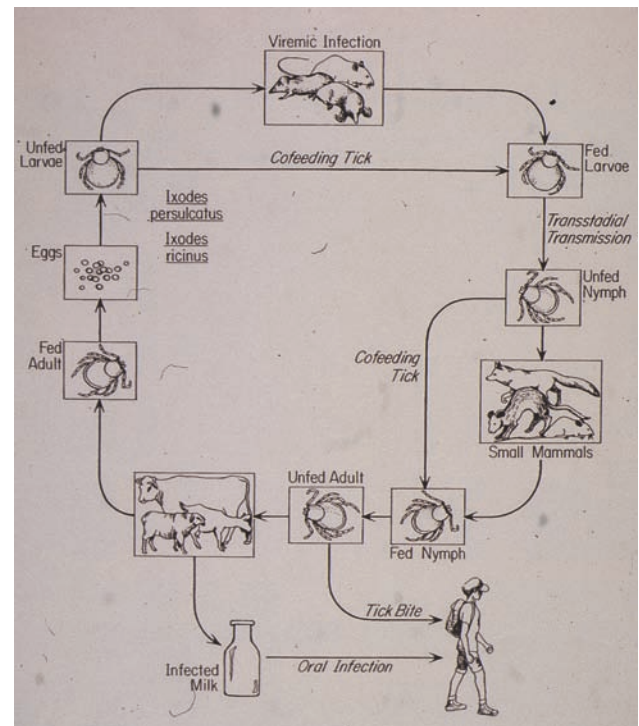 Viremic Infection
Unfed
Larvae
Cofeeding Tick
Fed
Larvae
Ixodes
persulcatus
Ixodes
ricinus
Transstadial
Transmission
Eggs
Unfed
Nymph
Fed
Adult
Cofeeding
Tick
Small Mammals
Unfed Adult
Fed Nymph
Tick Bite
Infected
Milk
Oral Infection